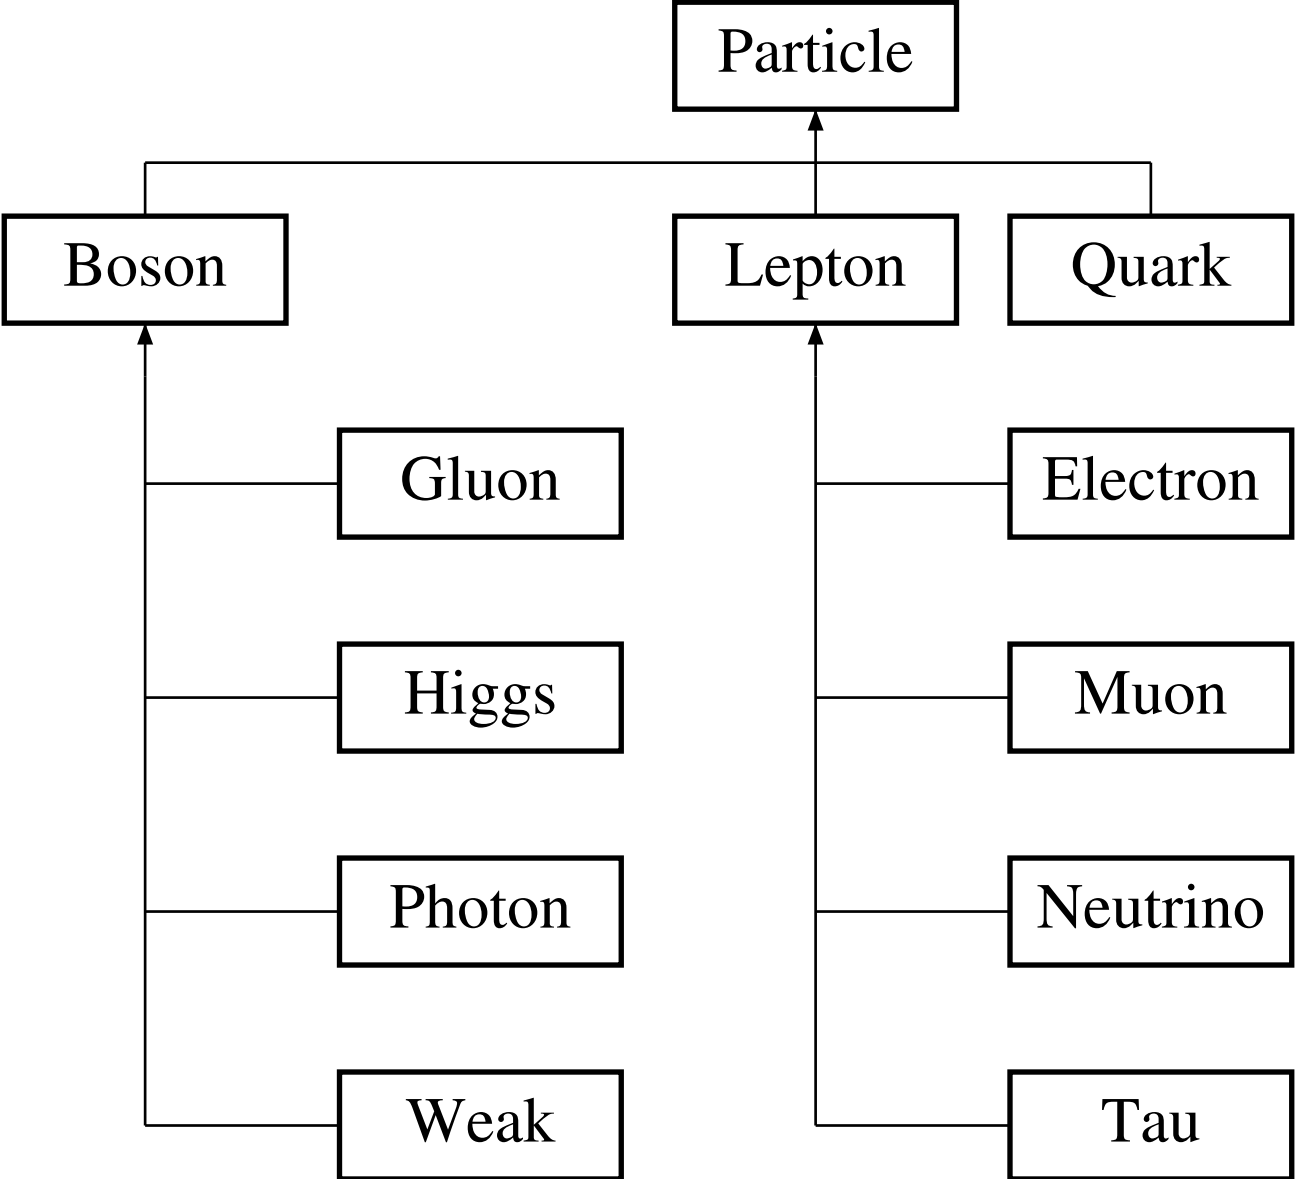 Particle
Boson
Lepton
Quark
Gluon
Electron
Higgs
Muon
Photon
Neutrino
Weak
Tau